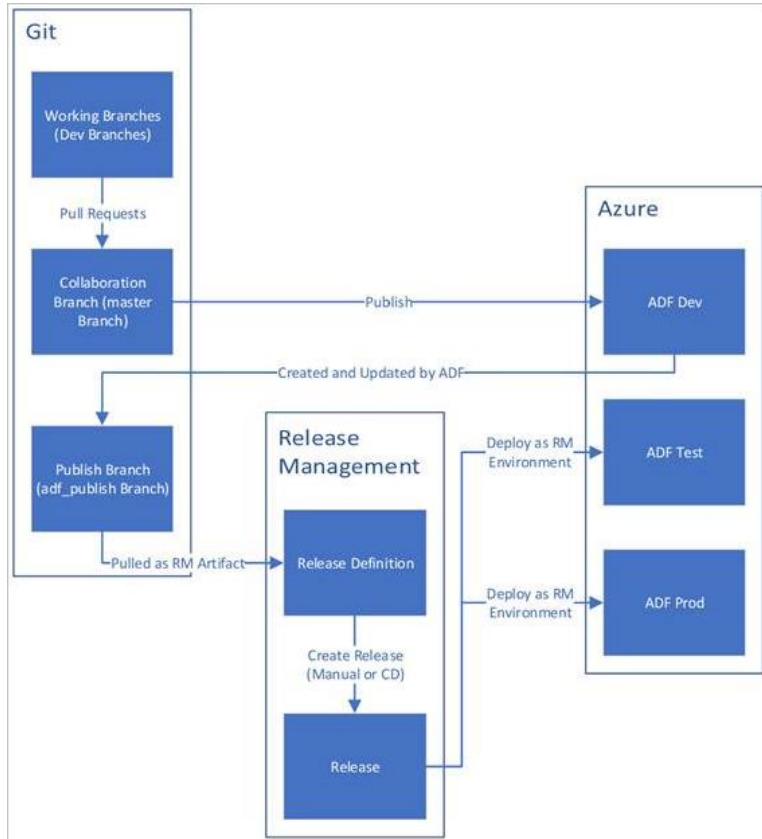 Git
Working Branches
(Dev Branches)
Pull Requests
Collaboration
Branch (master
Branch)
Publish
Azure
ADF Dev
Created and Updated by ADF
Publish Branch
(adf_publish Branch)
Pulled as RM Artifact
Release
Management
Release Definition
Create Release
(Manual or CD)
Release
Deploy as RM
Environment
ADF Test
Deploy as RM
Environment
ADF Prod